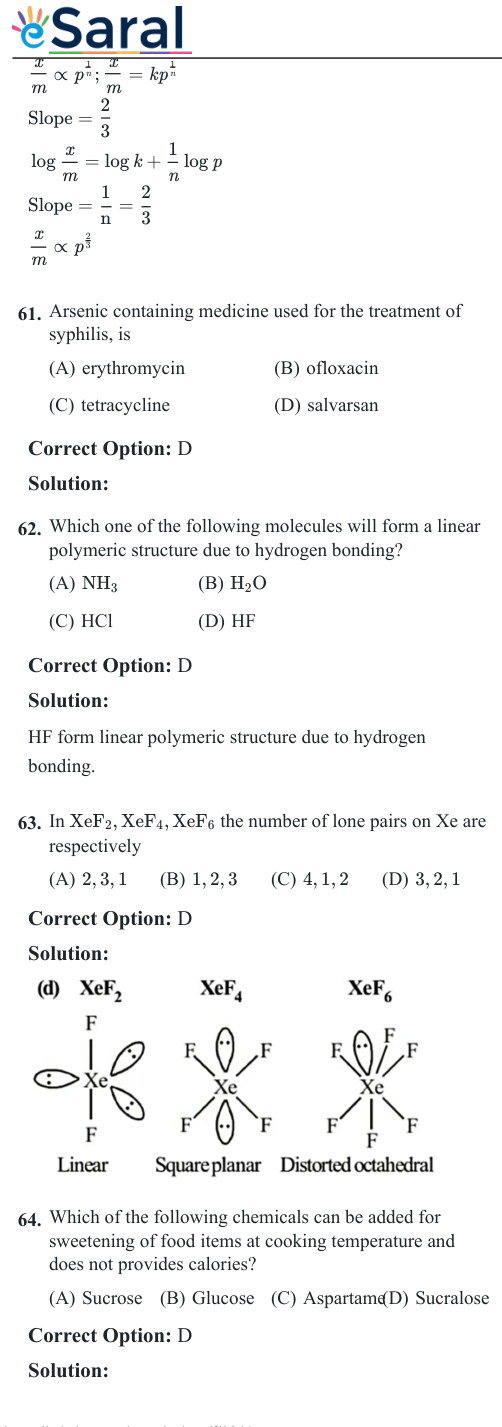 eSaral
x/m ∝ p^(1/n); x/m = kp^(1/n)
Slope = 2/3
log x/m = log k + 1/n log p
Slope = 1/n = 2/3
x/m ∝ p^(2/3)
61. Arsenic containing medicine used for the treatment of
syphilis, is
(A) erythromycin (B) ofloxacin
(C) tetracycline (D) salvarsan
Correct Option: D
Solution:
62. Which one of the following molecules will form a linear
polymeric structure due to hydrogen bonding?
(A) NH₃ (B) H₂O
(C) HCl (D) HF
Correct Option: D
Solution:
HF form linear polymeric structure due to hydrogen
bonding.
63. In XeF₂, XeF₄, XeF₆ the number of lone pairs on Xe are
respectively
(A) 2, 3, 1 (B) 1, 2, 3 (C) 4, 1, 2 (D) 3, 2, 1
Correct Option: D
Solution:
(d) XeF₂ XeF₄ XeF₆
F
F F F F F
Xe Xe Xe
F F F F F F
Linear Square planar Distorted octahedral
64. Which of the following chemicals can be added for
sweetening of food items at cooking temperature and
does not provides calories?
(A) Sucrose (B) Glucose (C) Aspartame (D) Sucralose
Correct Option: D
Solution: